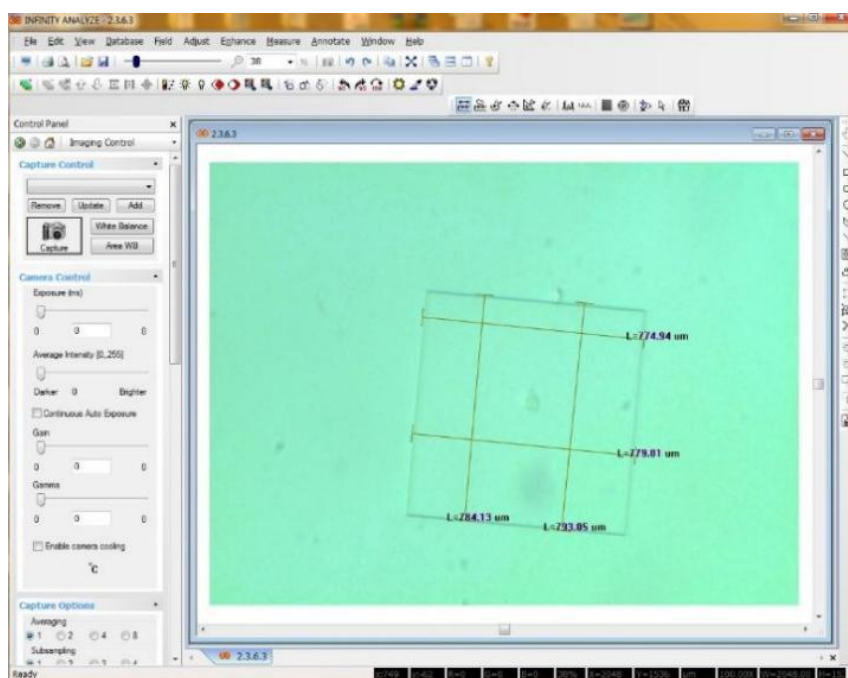 INFINITY ANALYZE - 2.3.6.3
File Edit View Database Field Adjust Enhance Measure Annotate Window Help
38
Control Panel
Imaging Control
Capture Control
Remove Update Add
Capture
White Balance
Area WB
Camera Control
Exposure (ms)
0 0 0
Average Intensity [0,.255]
Darker 0 Brighter
Continuous Auto Exposure
Gain
0 0 0
Gamma
0 0 0
Enable camera cooling
°C
Capture Options
Averaging
1 2 4 8
Subsampling
Ready
2.3.6.3
L=774.94 um
L=779.01 um
L=784.13 um
L=793.05 um
2.3.6.3